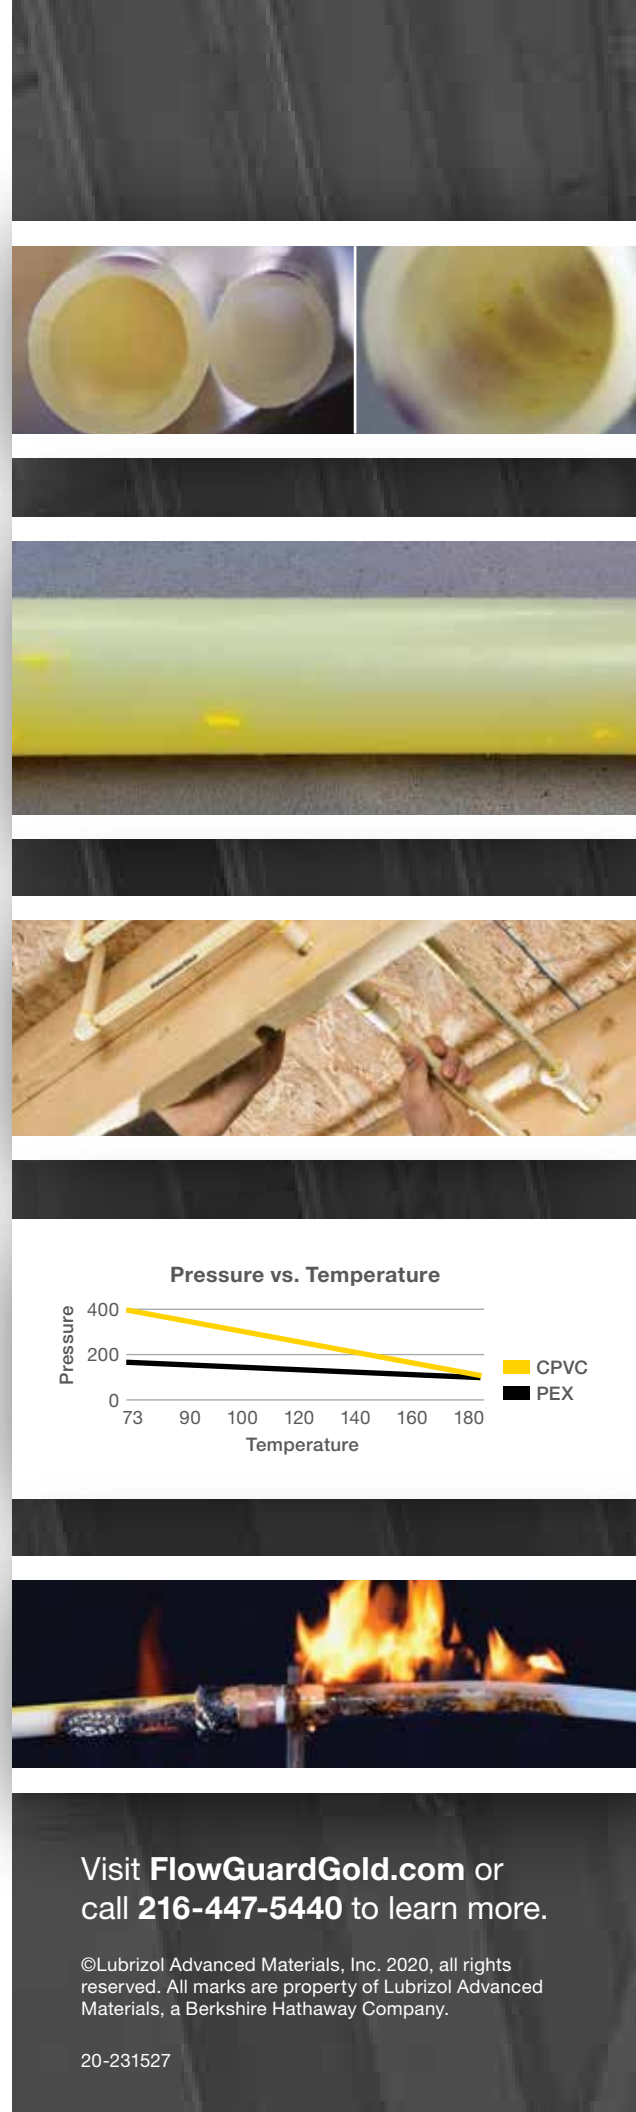 Pressure vs. Temperature
Pressure
400
200
0
73 90 100 120 140 160 180
Temperature
CPVC
PEX
Visit FlowGuardGold.com or
call 216-447-5440 to learn more.
©Lubrizol Advanced Materials, Inc. 2020, all rights
reserved. All marks are property of Lubrizol Advanced
Materials, a Berkshire Hathaway Company.
20-231527